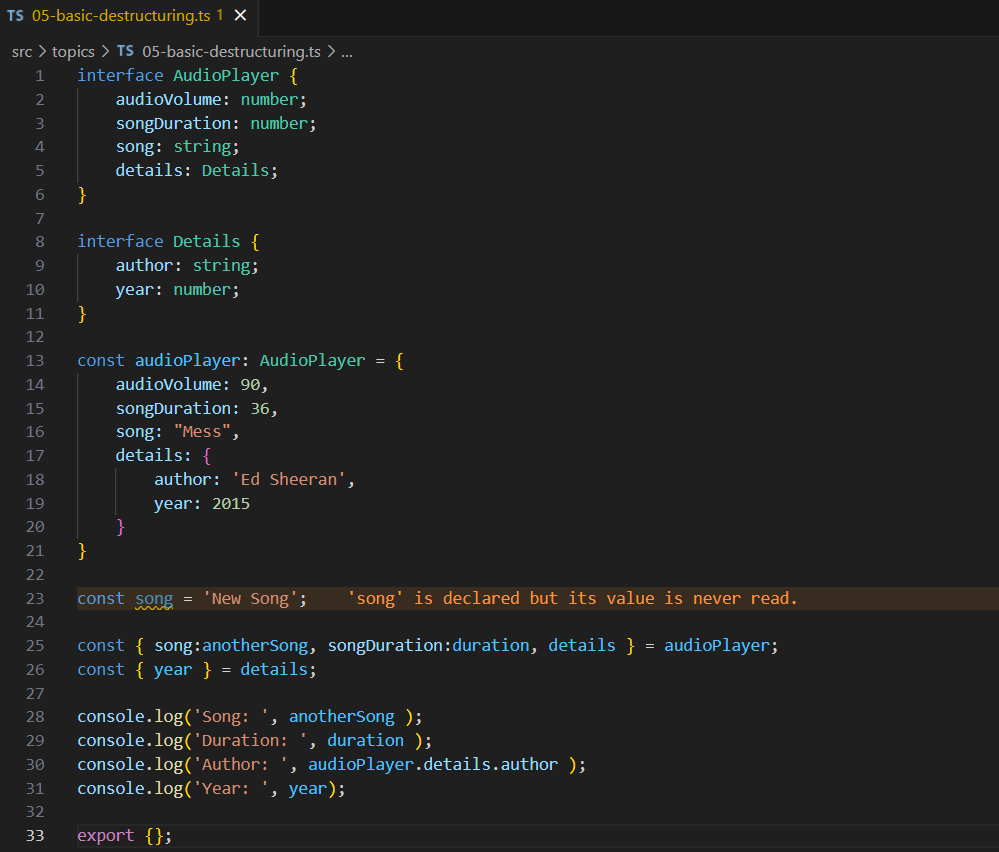 TS 05-basic-destructuring.ts 1 ×
src > topics > TS 05-basic-destructuring.ts > ...
1 interface AudioPlayer {
2     audioVolume: number;
3     songDuration: number;
4     song: string;
5     details: Details;
6 }
7
8 interface Details {
9     author: string;
10     year: number;
11 }
12
13 const audioPlayer: AudioPlayer = {
14     audioVolume: 90,
15     songDuration: 36,
16     song: "Mess",
17     details: {
18         author: 'Ed Sheeran',
19         year: 2015
20     }
21 }
22
23 const song = 'New Song';    'song' is declared but its value is never read.
24
25 const { song:anotherSong, songDuration:duration, details } = audioPlayer;
26 const { year } = details;
27
28 console.log('Song: ', anotherSong );
29 console.log('Duration: ', duration );
30 console.log('Author: ', audioPlayer.details.author );
31 console.log('Year: ', year);
32
33 export {};